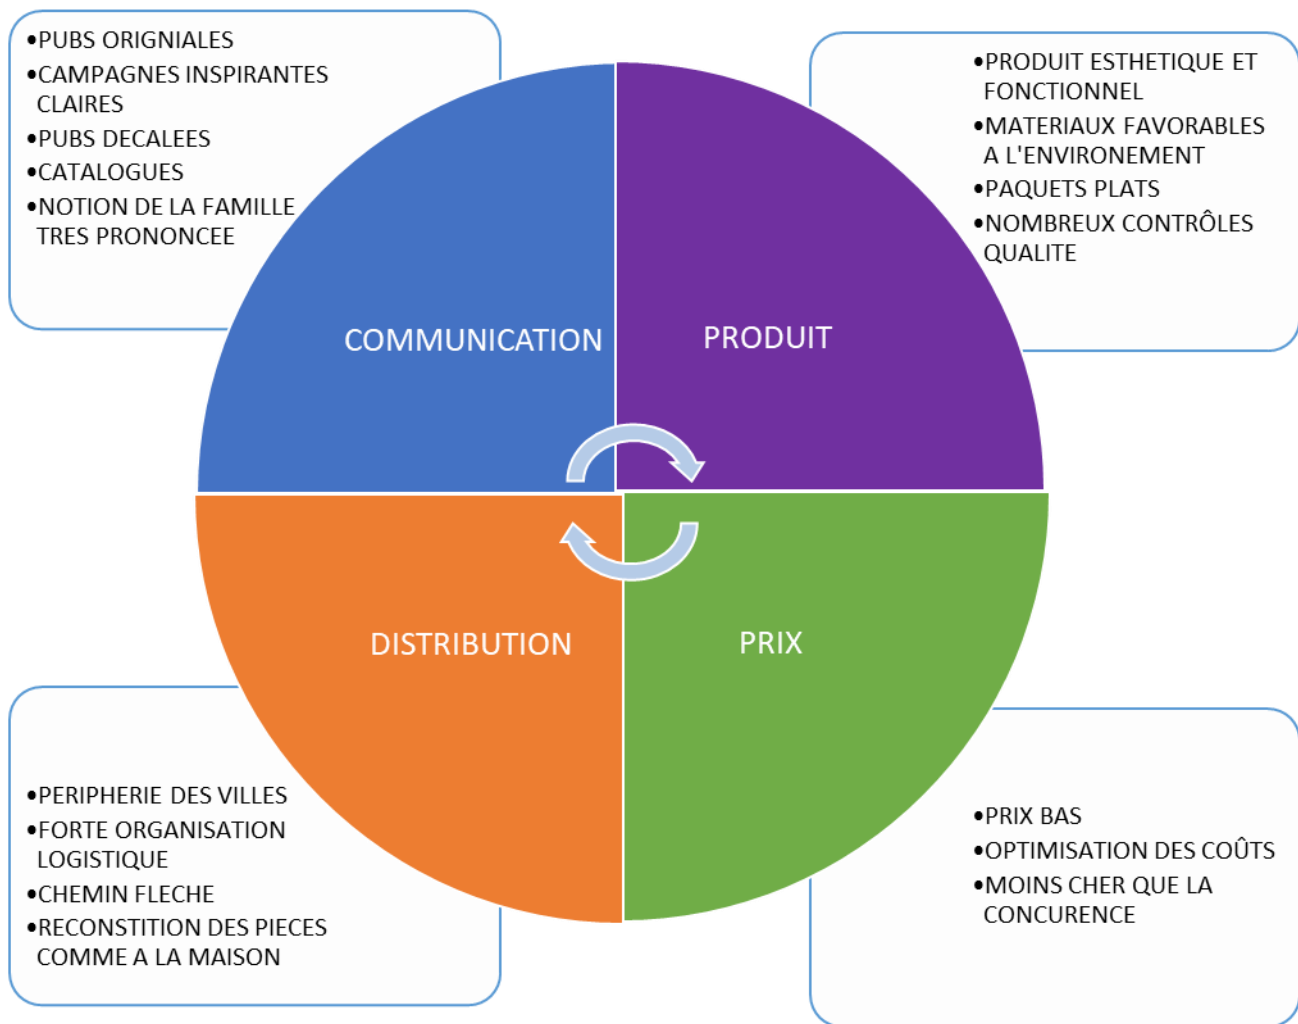 •PUBS ORIGNIALES
•CAMPAGNES INSPIRANTES
CLAIRES
•PUBS DECALEES
•CATALOGUES
•NOTION DE LA FAMILLE
TRES PRONONCEE
•PRODUIT ESTHETIQUE ET
FONCTIONNEL
•MATERIAUX FAVORABLES
A L'ENVIRONEMENT
•PAQUETS PLATS
•NOMBREUX CONTRÔLES
QUALITE
COMMUNICATION
PRODUIT
DISTRIBUTION
PRIX
•PERIPHERIE DES VILLES
•FORTE ORGANISATION
LOGISTIQUE
•CHEMIN FLECHE
•RECONSTITION DES PIECES
COMME A LA MAISON
•PRIX BAS
•OPTIMISATION DES COÛTS
•MOINS CHER QUE LA
CONCURENCE